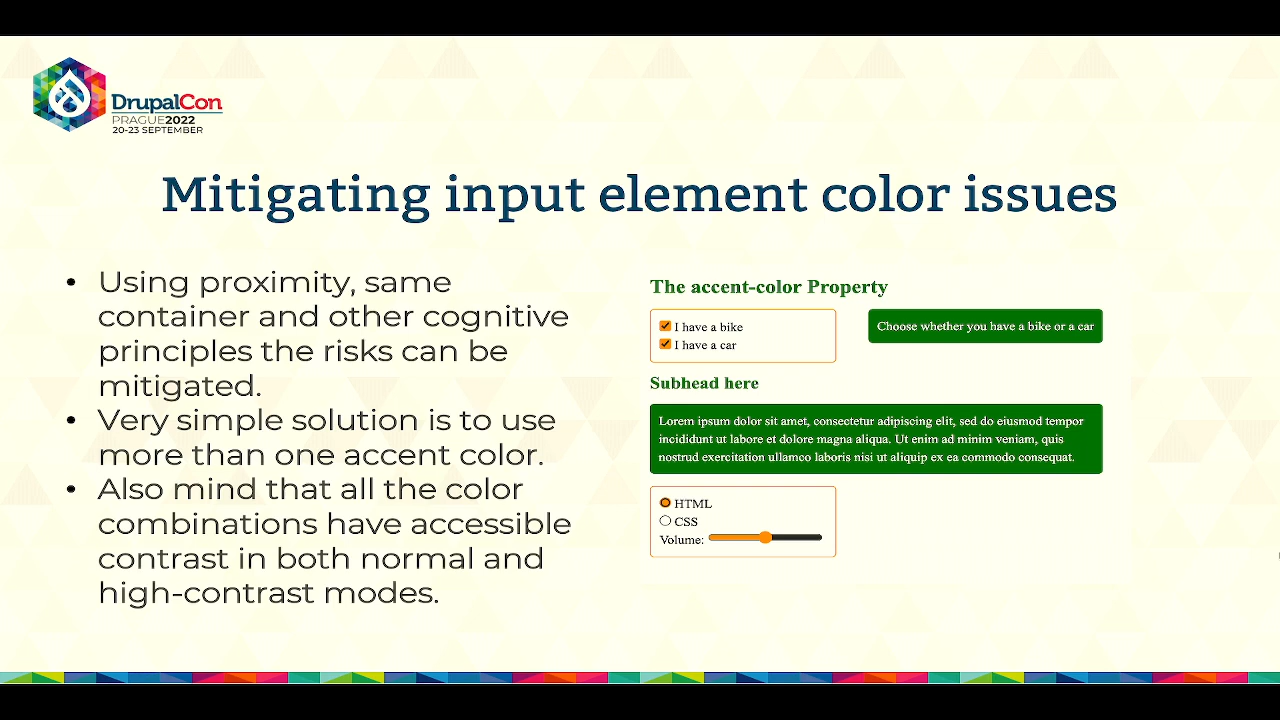 DrupalCon
PRAGUE2022
20-23 SEPTEMBER
Mitigating input element color issues
• Using proximity, same
container and other cognitive
principles the risks can be
mitigated.
• Very simple solution is to use
more than one accent color.
• Also mind that all the color
combinations have accessible
contrast in both normal and
high-contrast modes.
The accent-color Property
I have a bike
I have a car
Choose whether you have a bike or a car
Subhead here
Lorem ipsum dolor sit amet, consectetur adipiscing elit, sed do eiusmod tempor
incididunt ut labore et dolore magna aliqua. Ut enim ad minim veniam, quis
nostrud exercitation ullamco laboris nisi ut aliquip ex ea commodo consequat.
HTML
CSS
Volume: